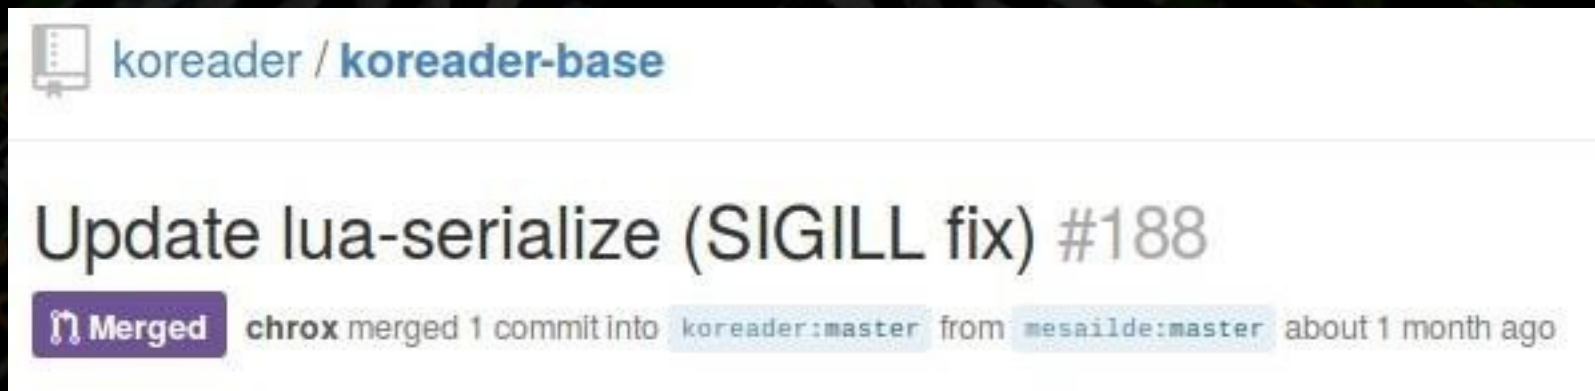 koreader / koreader-base
Update lua-serialize (SIGILL fix) #188
Merged chrox merged 1 commit into koreader:master from mesailde:master about 1 month ago